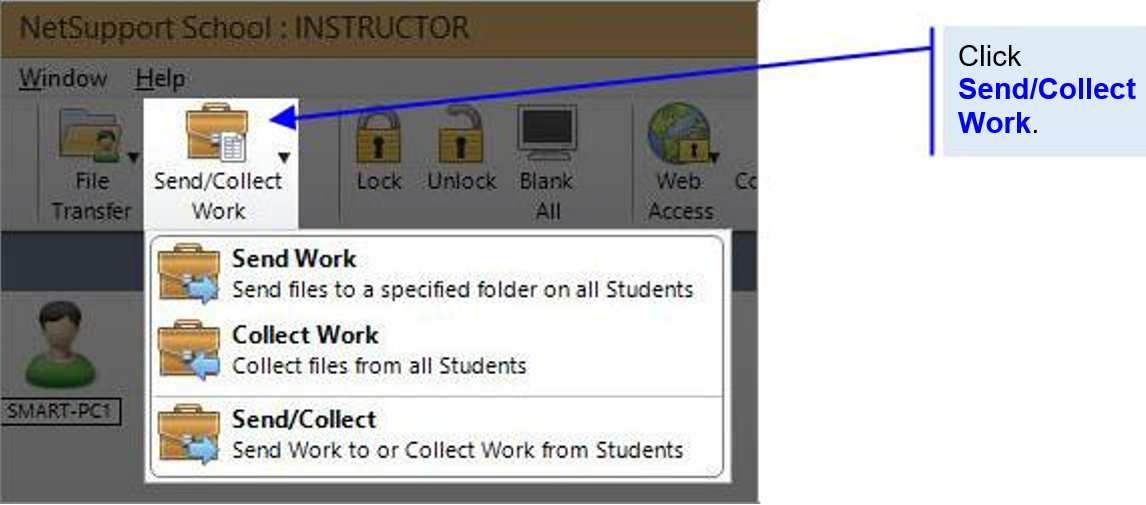 NetSupport School : INSTRUCTOR
Window Help
File
Transfer
Send/Collect
Work
Lock
Unlock
Blank
All
Web
Access
Co
Send Work
Send files to a specified folder on all Students
Collect Work
Collect files from all Students
Send/Collect
Send Work to or Collect Work from Students
SMART-PC1
Click
Send/Collect
Work.